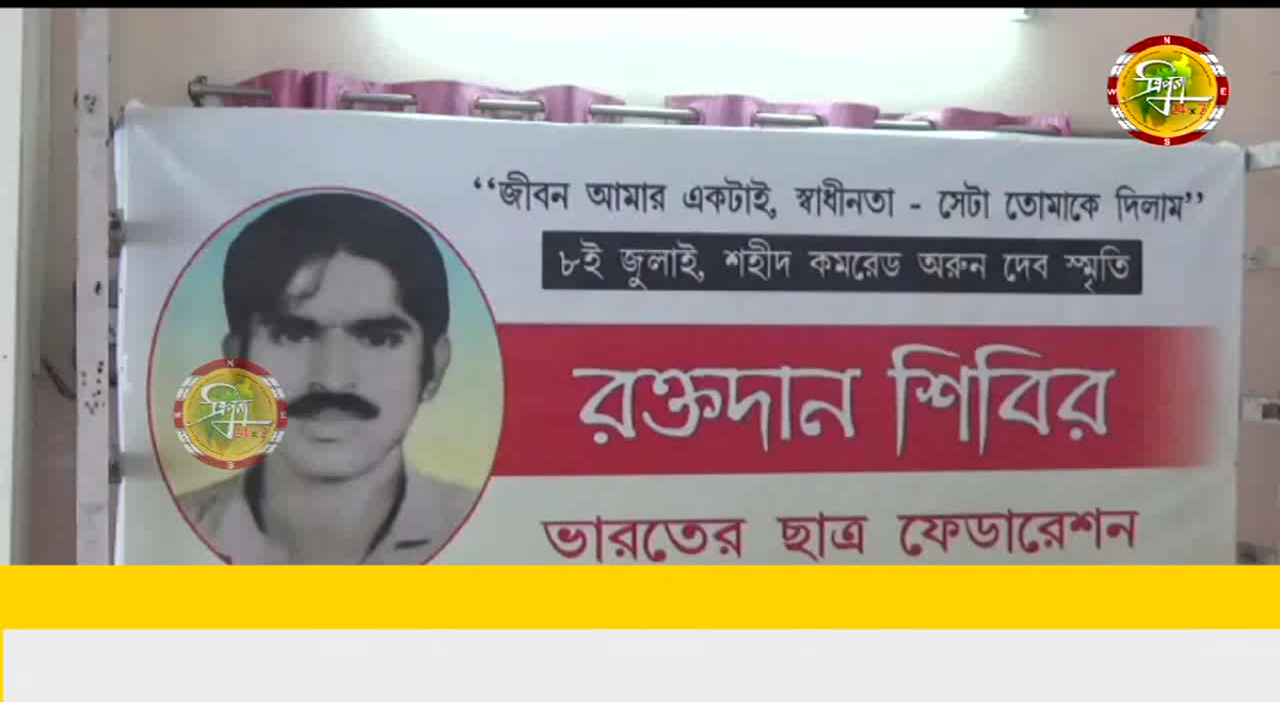 ‘‘জীবন আমার একটাই, স্বাধীনতা - সেটা তোমাকে দিলাম’’
৮ই জুলাই, শহীদ কমরেড অরুন দেব স্মৃতি
রক্তদান শিবির
ভারতের ছাত্র ফেডারেশন